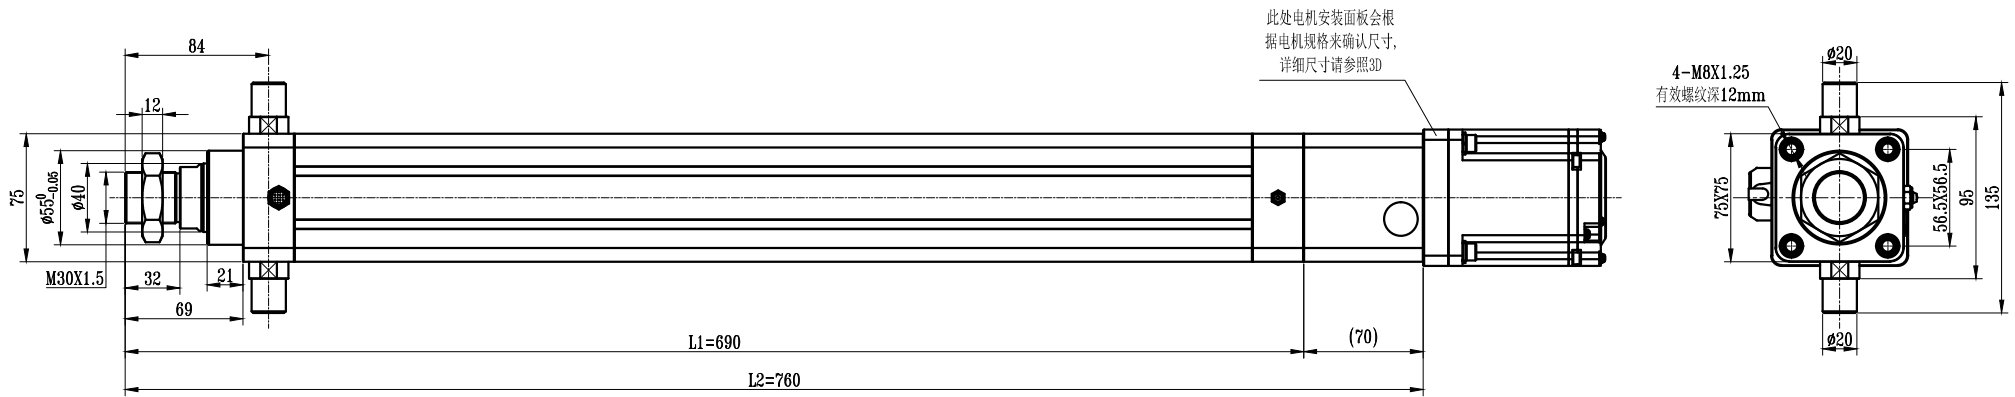 84
12
75
ø55 0 -0.05
ø40
M30X1.5
32
21
69
L1=690
(70)
L2=760
此处电机安装面板会根
据电机规格来确认尺寸,
详细尺寸请参照3D
ø20
4-M8X1.25
有效螺纹深12mm
75X75
56.5X56.5
95
135
ø20